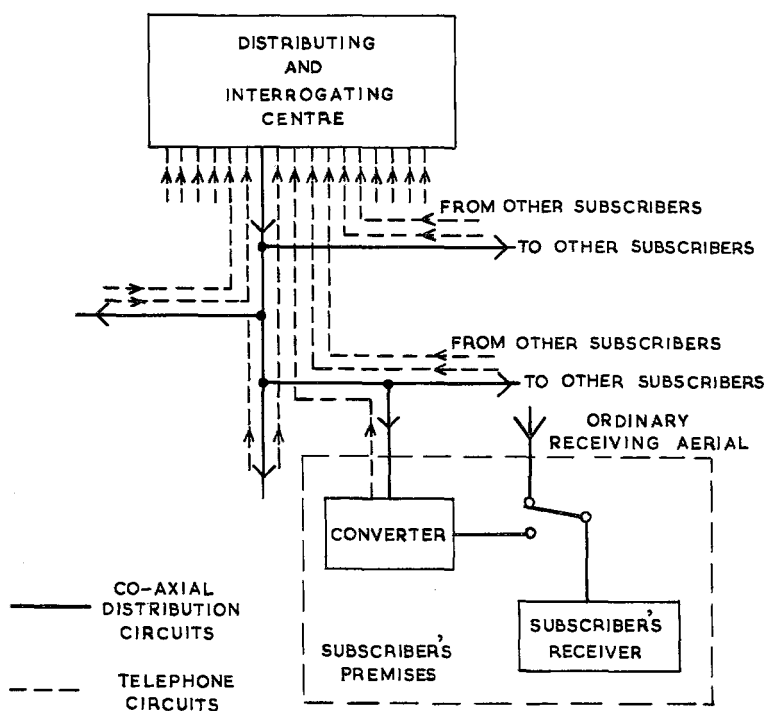 DISTRIBUTING
AND
INTERROGATING
CENTRE
FROM OTHER SUBSCRIBERS
TO OTHER SUBSCRIBERS
FROM OTHER SUBSCRIBERS
TO OTHER SUBSCRIBERS
ORDINARY
RECEIVING AERIAL
CONVERTER
SUBSCRIBER'S
RECEIVER
SUBSCRIBER'S
PREMISES
CO-AXIAL
DISTRIBUTION
CIRCUITS
TELEPHONE
CIRCUITS